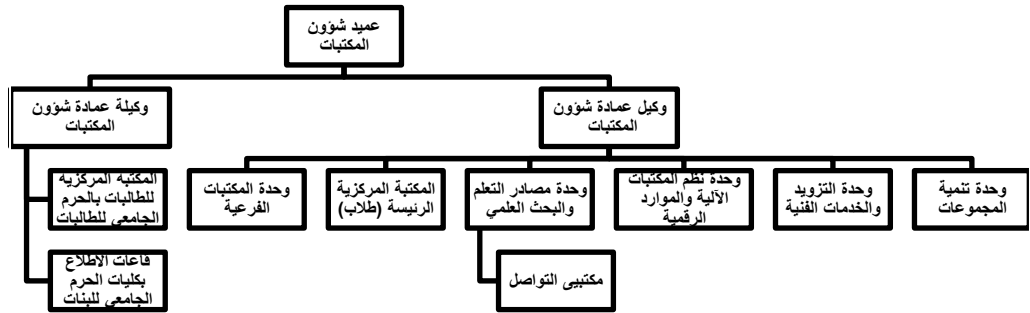 عميد شؤون
المكتبات
وكيل عمادة شؤون
المكتبات
وكيلة عمادة شؤون
المكتبات
وحدة تنمية
المجموعات
وحدة التزويد
والخدمات الفنية
وحدة نظم المكتبات
الآلية والموارد
الرقمية
وحدة مصادر التعلم
والبحث العلمي
المكتبة المركزية
الرئيسة (طلاب)
وحدة المكتبات
الفرعية
مكتبيى التواصل
المكتبة المركزية
للطالبات بالحرم
الجامعي للطالبات
قاعات الاطلاع
بكليات الحرم
الجامعي للبنات